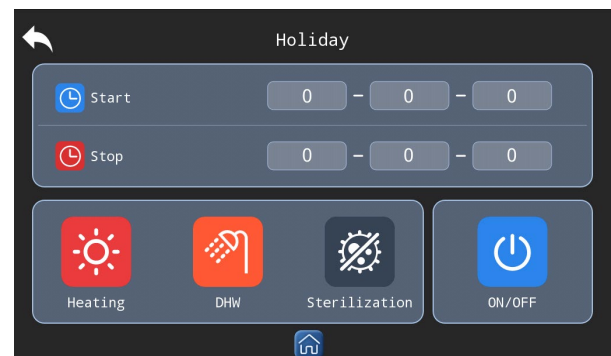 Holiday
Start 0 - 0 - 0
Stop 0 - 0 - 0
Heating DHW Sterilization ON/OFF